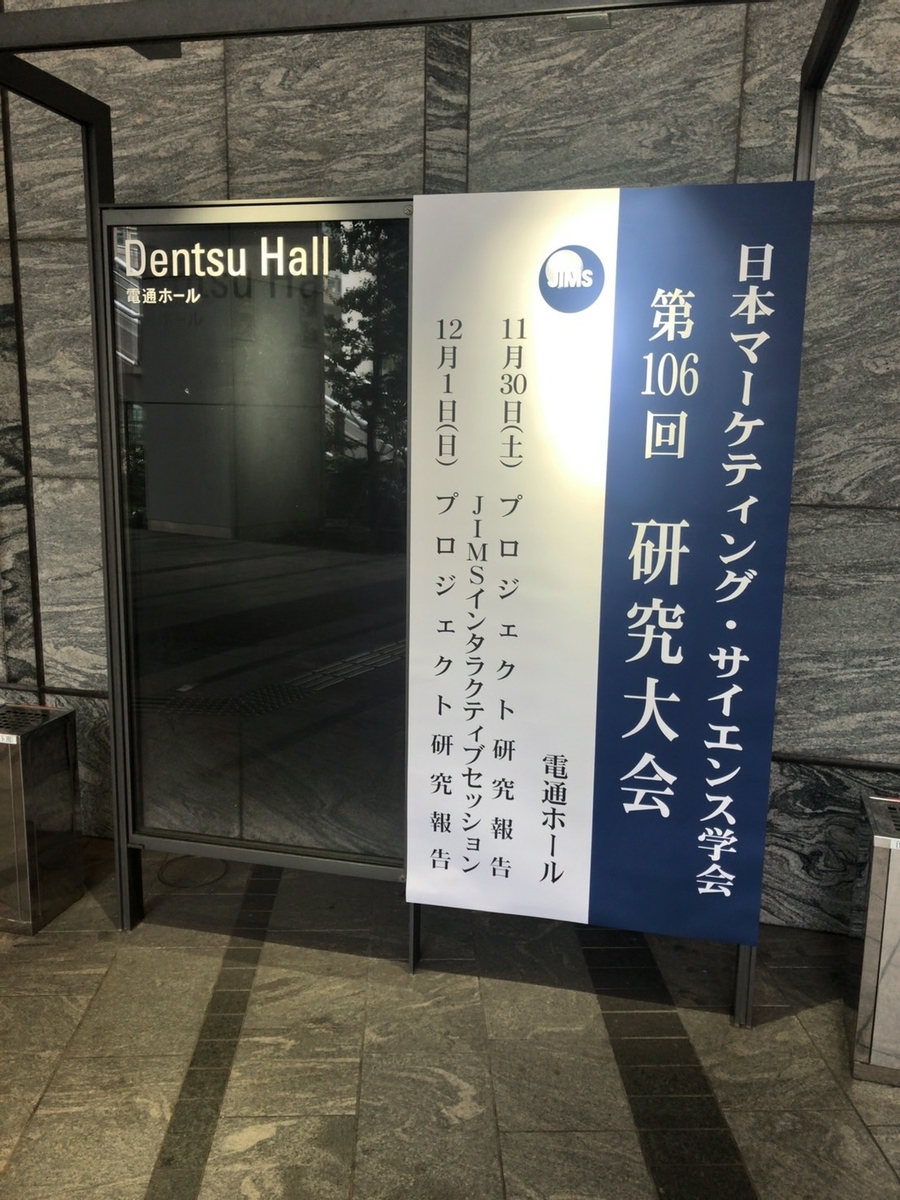 Dentsu Hall
電通ホール
日本マーケティング・サイエンス学会
第106回 研究大会
JIMS
電通ホール
11月30日(土) プロジェクト研究報告
JIMSインタラクティブセッション
12月1日(日) プロジェクト研究報告